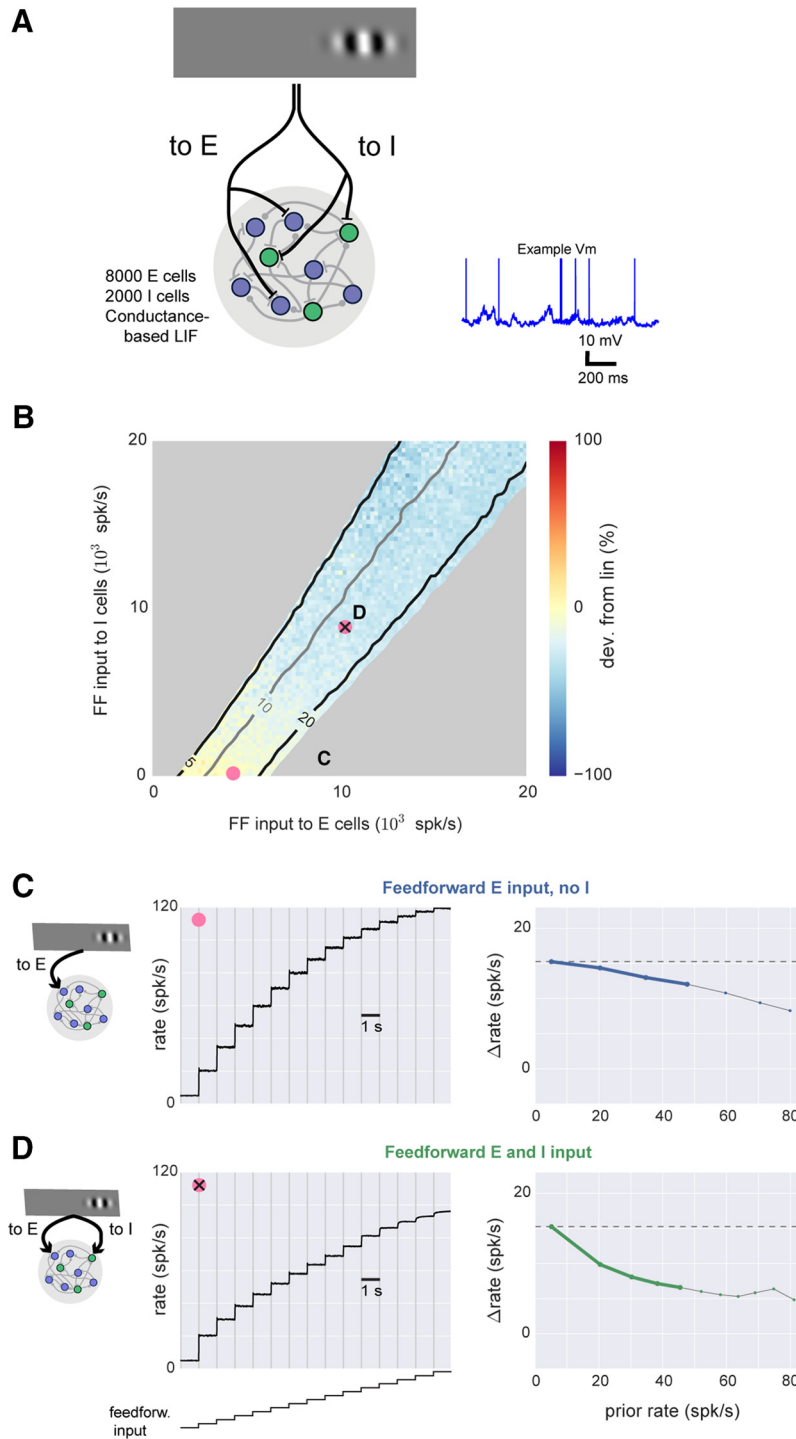 A
to E
to I
8000 E cells
2000 I cells
Conductance-
based LIF
Example Vm
10 mV
200 ms
B
20
10
0
FF input to I cells (10³ spk/s)
5
10
20
D
C
0
10
20
FF input to E cells (10³ spk/s)
100
0
−100
dev. from lin (%)
C
Feedforward E input, no I
to E
120
0
rate (spk/s)
1 s
20
0
Δrate (spk/s)
0
20
40
60
80
D
Feedforward E and I input
to E
to I
120
0
rate (spk/s)
1 s
feedforw.
input
20
0
Δrate (spk/s)
0
20
40
60
80
prior rate (spk/s)